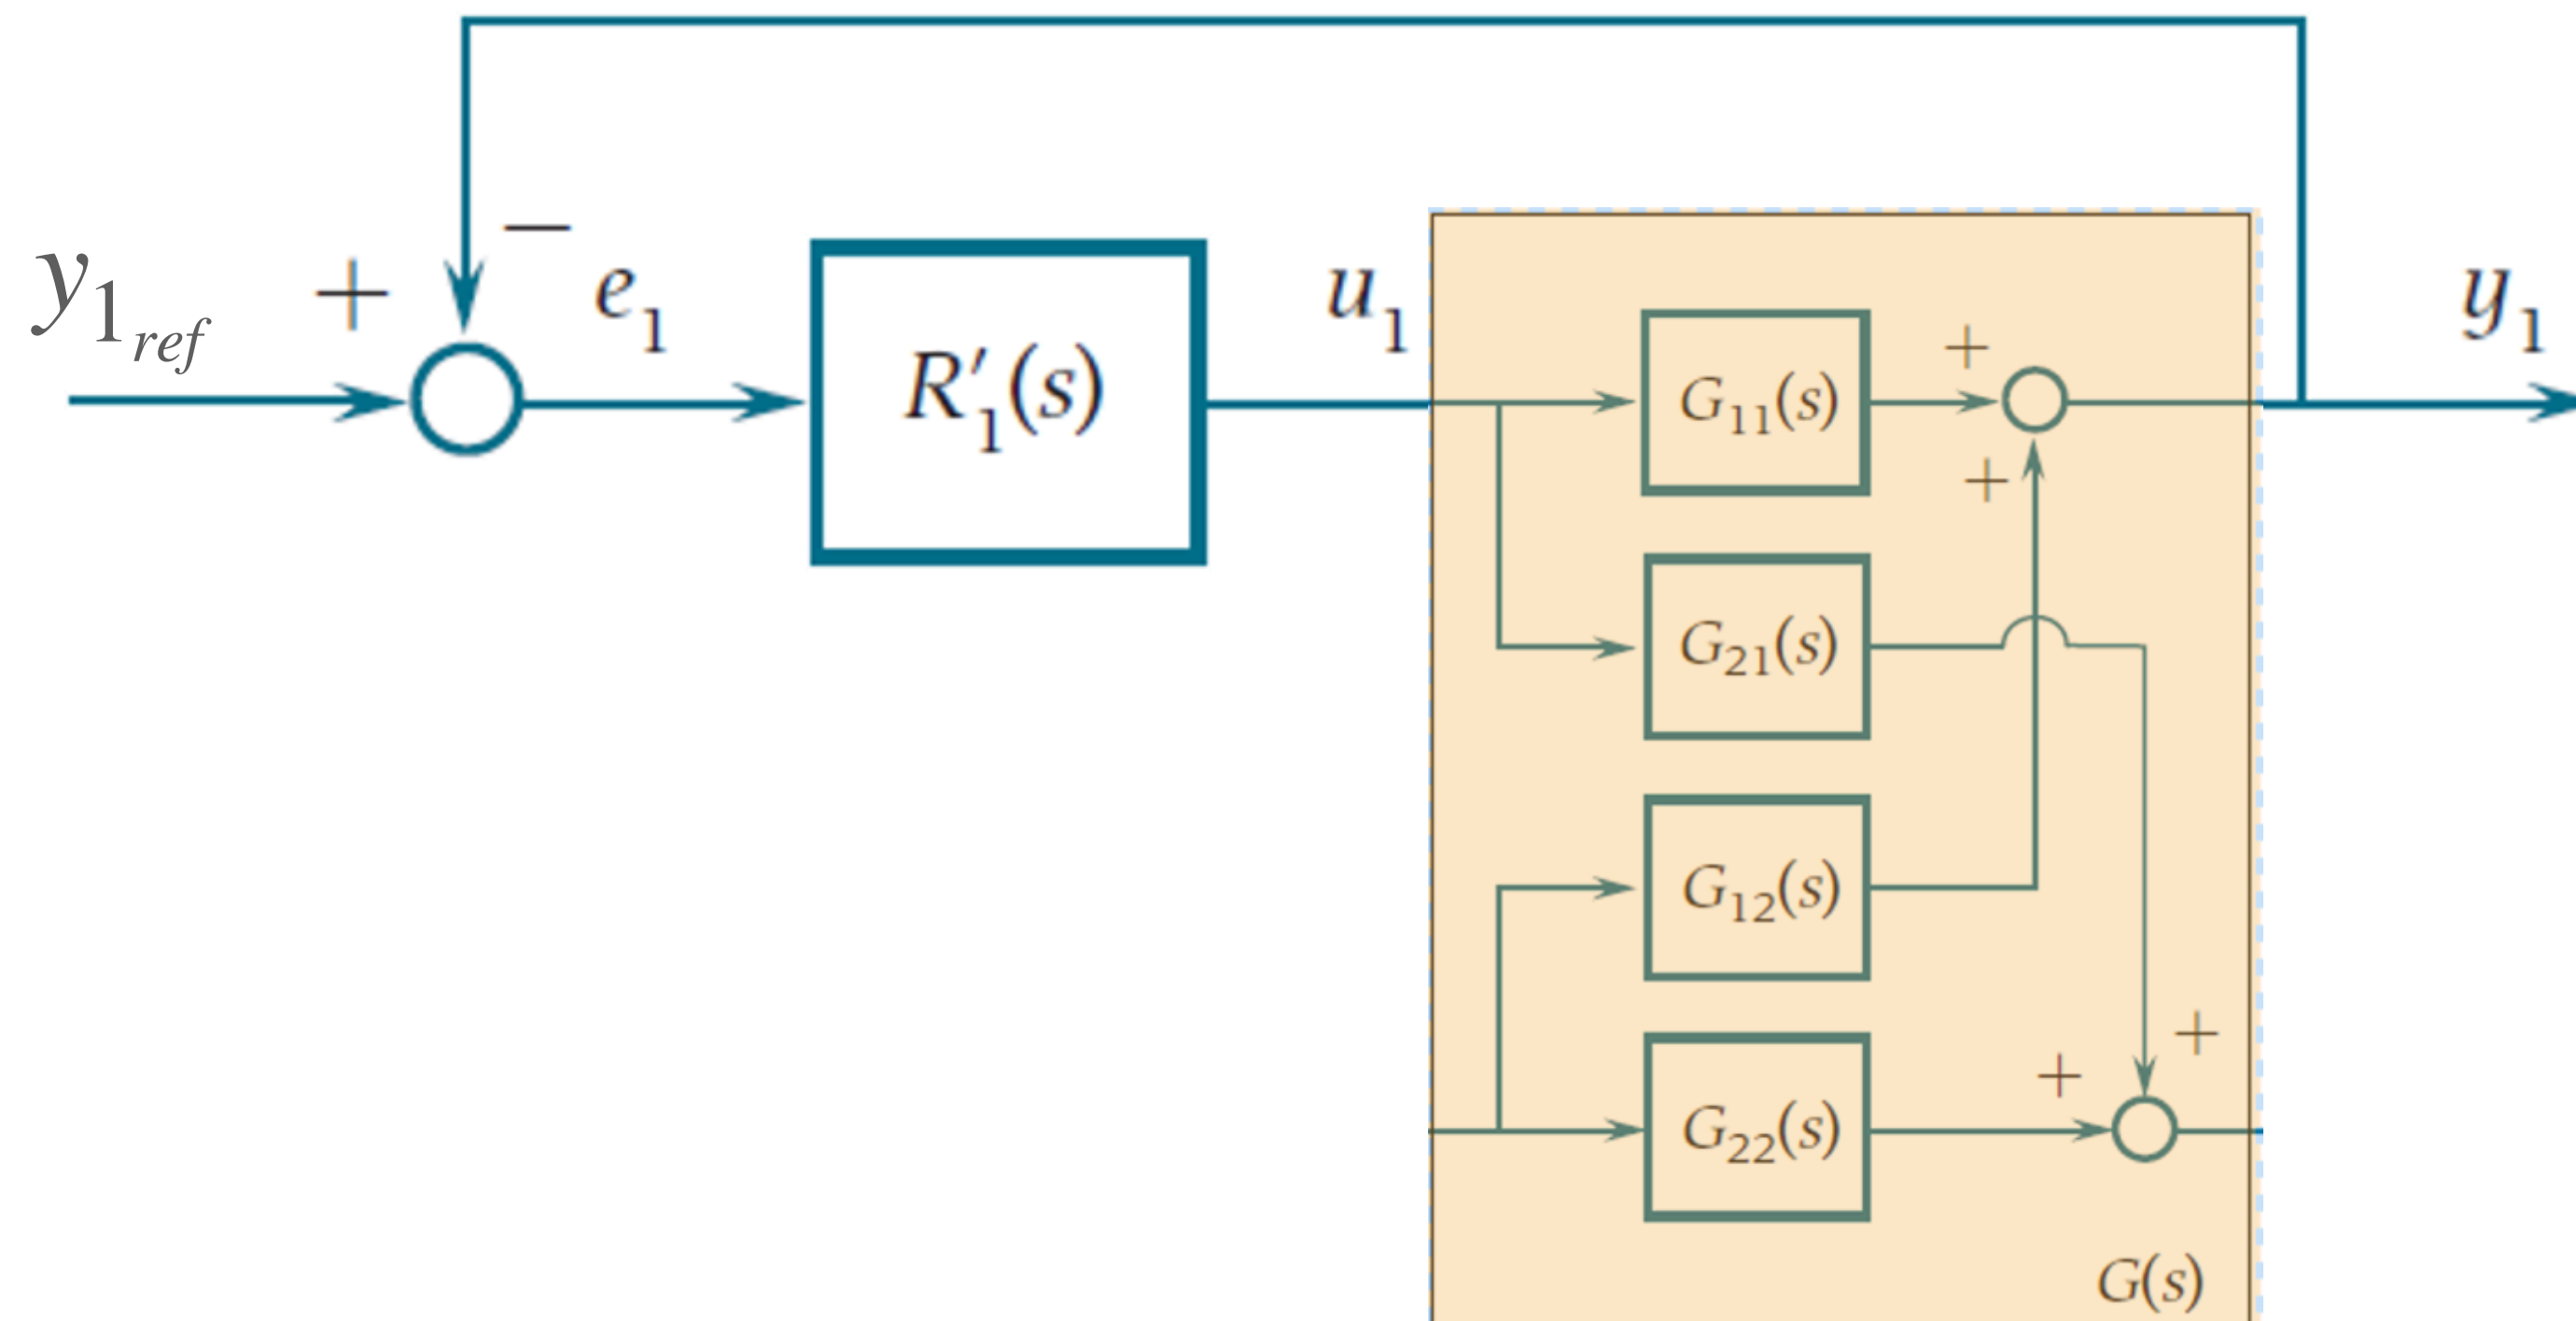 y1ref
+
−
e1
R′1(s)
u1
G11(s)
+
+
y1
G21(s)
G12(s)
G22(s)
+
+
G(s)